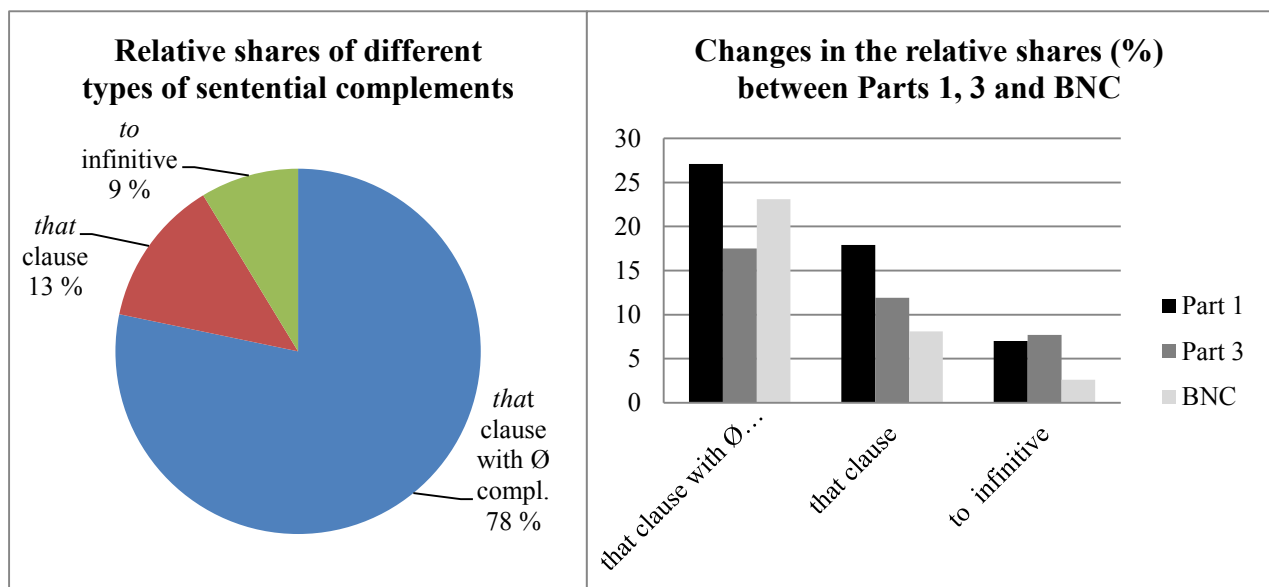 Relative shares of different
types of sentential complements
to
infinitive
9 %
that
clause
13 %
that
clause
with Ø
compl.
78 %
Changes in the relative shares (%)
between Parts 1, 3 and BNC
30
25
20
15
10
5
0
that clause with Ø…
that clause
to infinitive
Part 1
Part 3
BNC